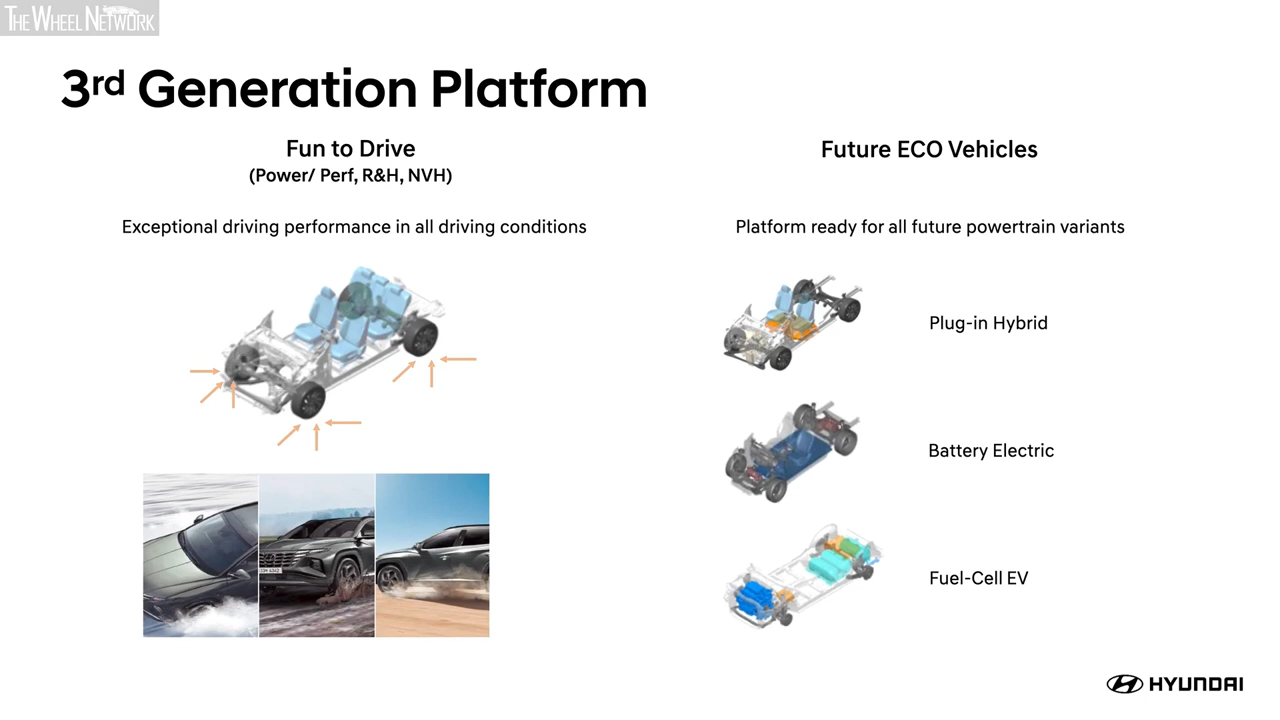 THE WHEEL NETWORK
3rd Generation Platform
Fun to Drive
(Power/ Perf, R&H, NVH)
Exceptional driving performance in all driving conditions
Future ECO Vehicles
Platform ready for all future powertrain variants
Plug-in Hybrid
Battery Electric
Fuel-Cell EV
HYUNDAI